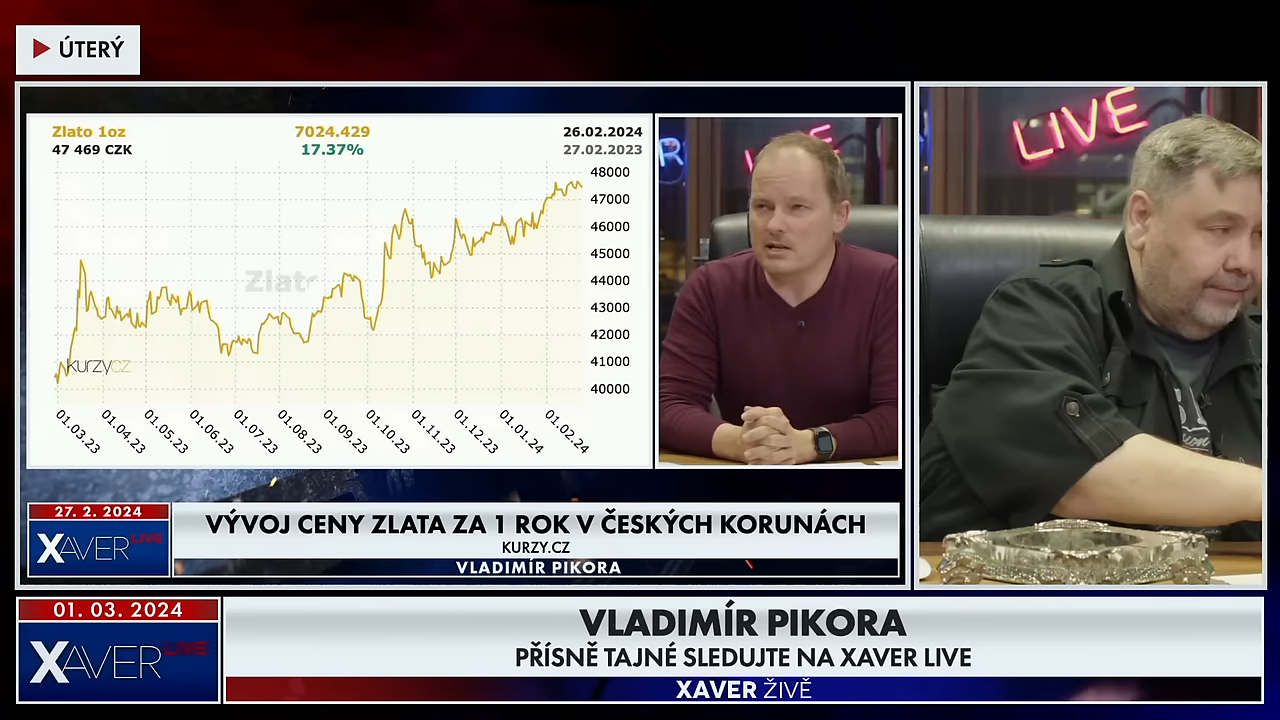 ÚTERÝ
Zlato 1oz 7024.429 26.02.2024
47 469 CZK 17.37% 27.02.2023
48000
47000
46000
45000
44000
43000
42000
41000
40000
Zlato
kurzycz
01.03.23 01.04.23 01.05.23 01.06.23 01.07.23 01.08.23 01.09.23 01.10.23 01.11.23 01.12.23 01.01.24 01.02.24
LIVE
27. 2. 2024
XAVER LIVE
VÝVOJ CENY ZLATA ZA 1 ROK V ČESKÝCH KORUNÁCH
KURZY.CZ
VLADIMÍR PIKORA
01. 03. 2024
XAVER LIVE
VLADIMÍR PIKORA
PŘÍSNĚ TAJNÉ SLEDUJTE NA XAVER LIVE
XAVER ŽIVĚ